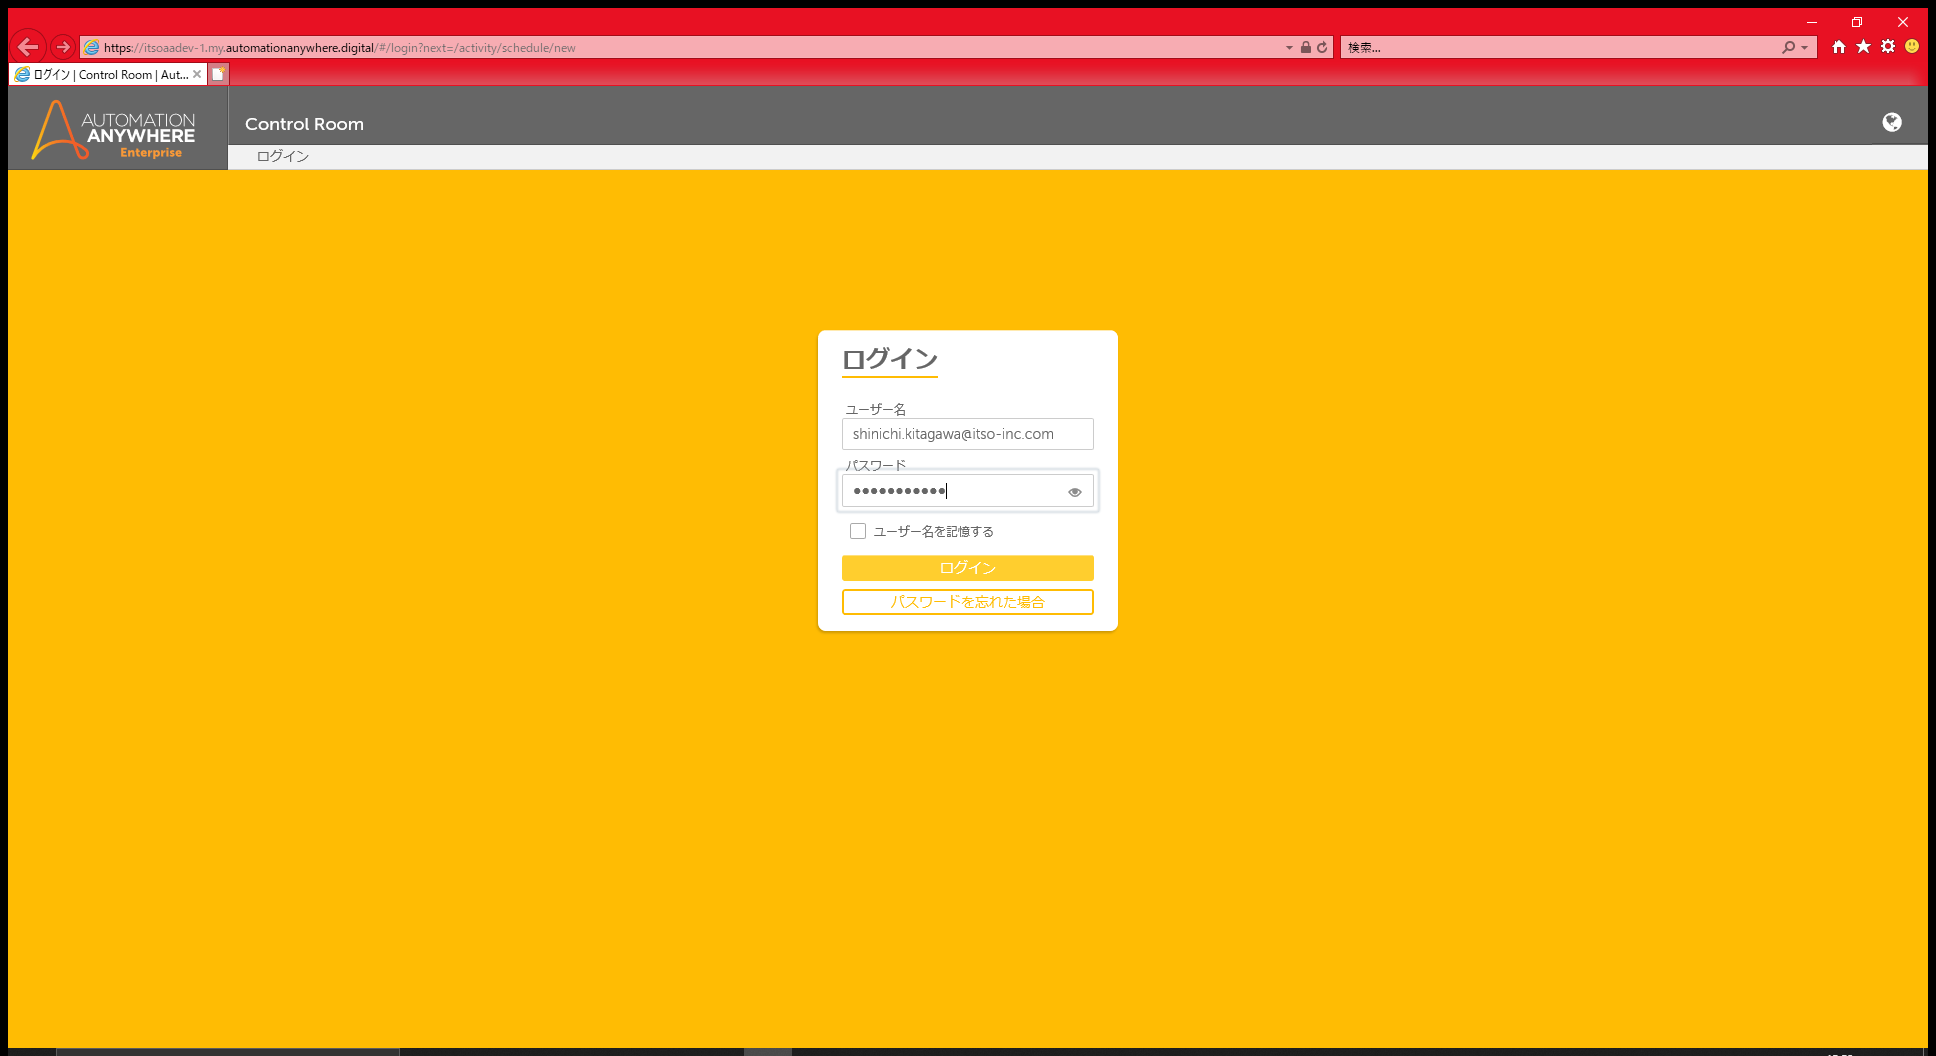 https://itsoaadev-1.my.automationanywhere.digital/#/login?next=/activity/schedule/new
検索...
ログイン | Control Room | Aut...
AUTOMATION
ANYWHERE
Enterprise
Control Room
ログイン
ログイン
ユーザー名
shinichi.kitagawa@itso-inc.com
パスワード
ユーザー名を記憶する
ログイン
パスワードを忘れた場合